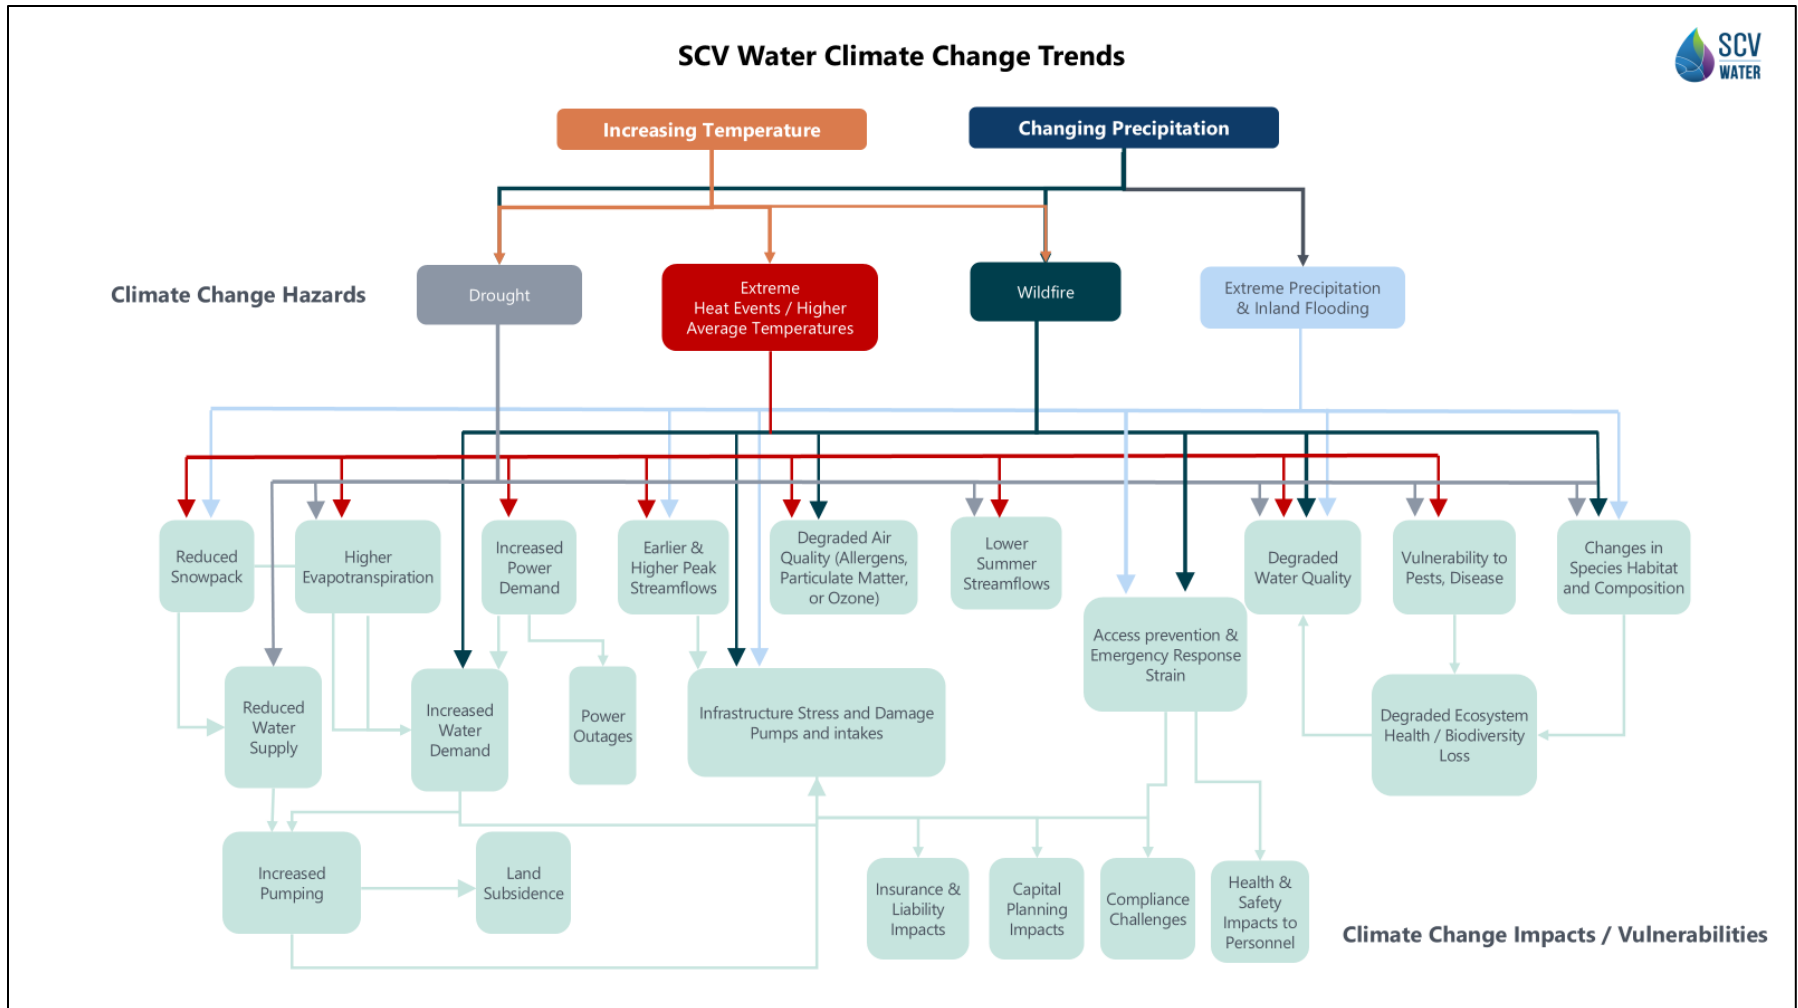 SCV Water Climate Change Trends
SCV
WATER
Increasing Temperature
Changing Precipitation
Climate Change Hazards
Drought
Extreme
Heat Events / Higher
Average Temperatures
Wildfire
Extreme Precipitation
& Inland Flooding
Reduced
Snowpack
Higher
Evapotranspiration
Increased
Power
Demand
Earlier &
Higher Peak
Streamflows
Degraded Air
Quality (Allergens,
Particulate Matter,
or Ozone)
Lower
Summer
Streamflows
Access prevention &
Emergency Response
Strain
Degraded
Water Quality
Vulnerability to
Pests, Disease
Changes in
Species Habitat
and Composition
Reduced
Water
Supply
Increased
Water
Demand
Power
Outages
Infrastructure Stress and Damage
Pumps and intakes
Degraded Ecosystem
Health / Biodiversity
Loss
Increased
Pumping
Land
Subsidence
Insurance &
Liability
Impacts
Capital
Planning
Impacts
Compliance
Challenges
Health &
Safety
Impacts to
Personnel
Climate Change Impacts / Vulnerabilities